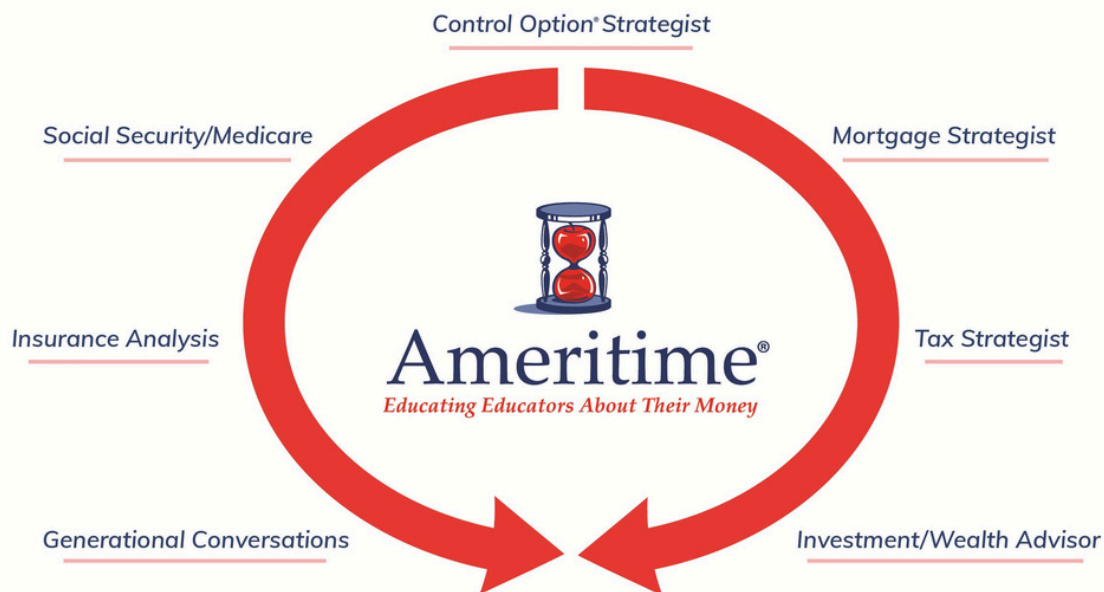 Control Option® Strategist
Social Security/Medicare
Mortgage Strategist
Insurance Analysis
Tax Strategist
Ameritime®
Educating Educators About Their Money
Generational Conversations
Investment/Wealth Advisor